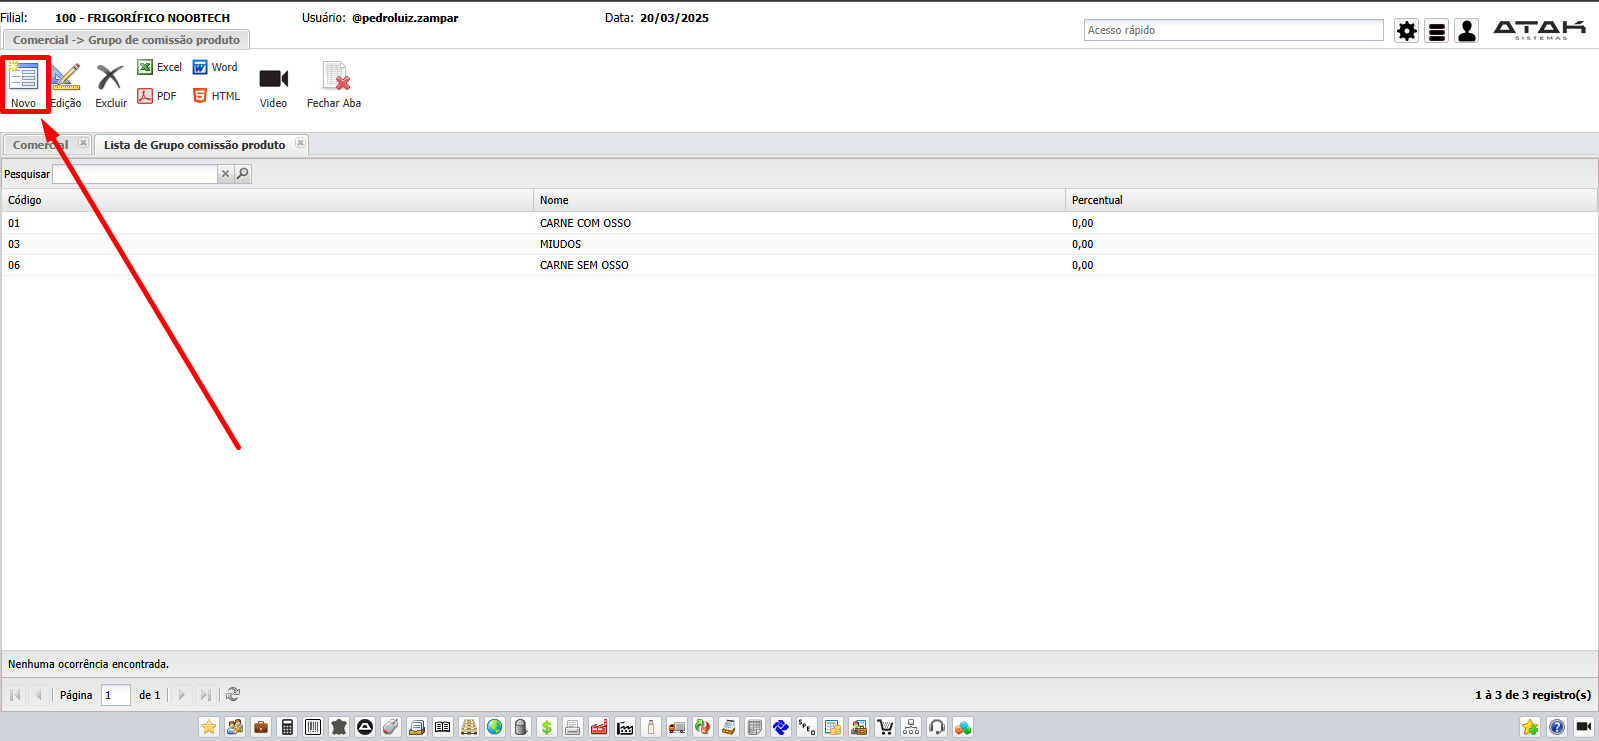 Filial: 100 - FRIGORÍFICO NOOBTECH Usuário: @pedroluiz.zampar Data: 20/03/2025
Comercial -> Grupo de comissão produto
Acesso rápido
ATAK
SISTEMAS
Excel Word
PDF HTML
Novo Edição Excluir Video Fechar Aba
Comercial Lista de Grupo comissão produto
Pesquisar
Código Nome Percentual
01 CARNE COM OSSO 0,00
03 MIUDOS 0,00
06 CARNE SEM OSSO 0,00
Nenhuma ocorrência encontrada.
Página 1 de 1 1 à 3 de 3 registro(s)
SPED